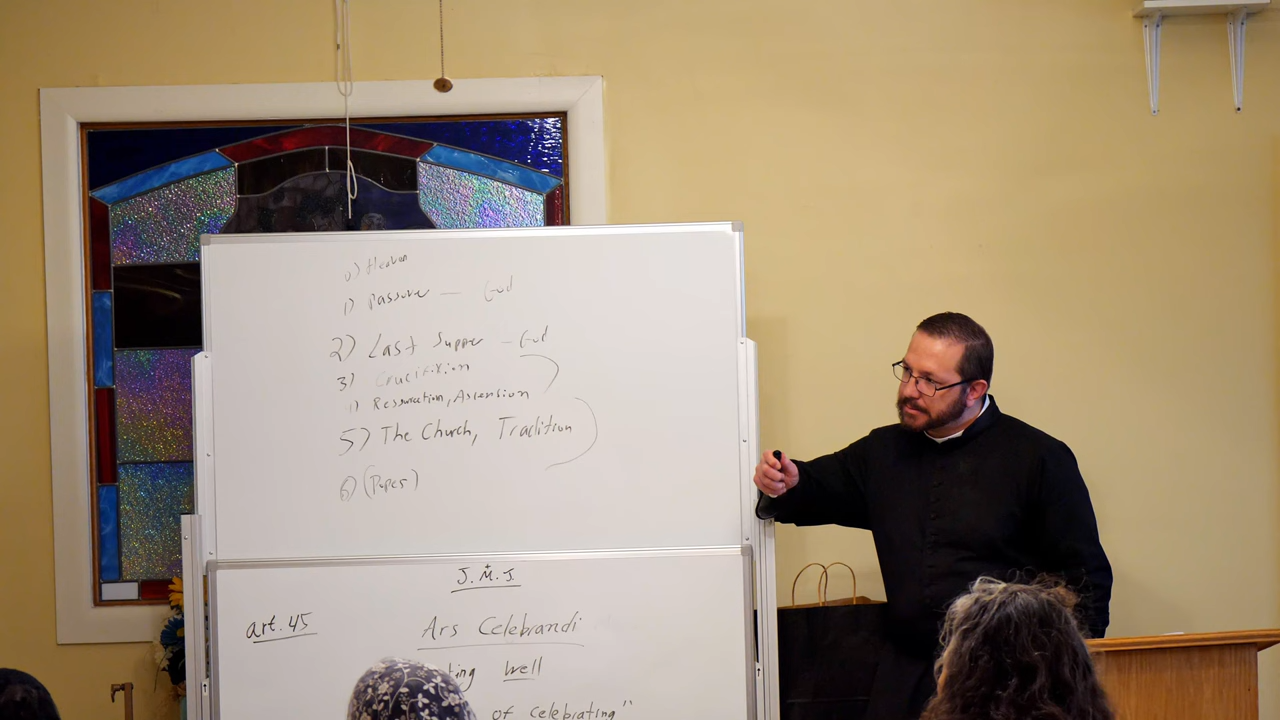 0) Heaven
1) Passover — God
2) Last Supper - God
3) Crucifixion
Resurrection, Ascension
5) The Church, Tradition
6) (Popes)
J.M.J.
art. 45
Ars Celebrandi
ting well
of celebrating"